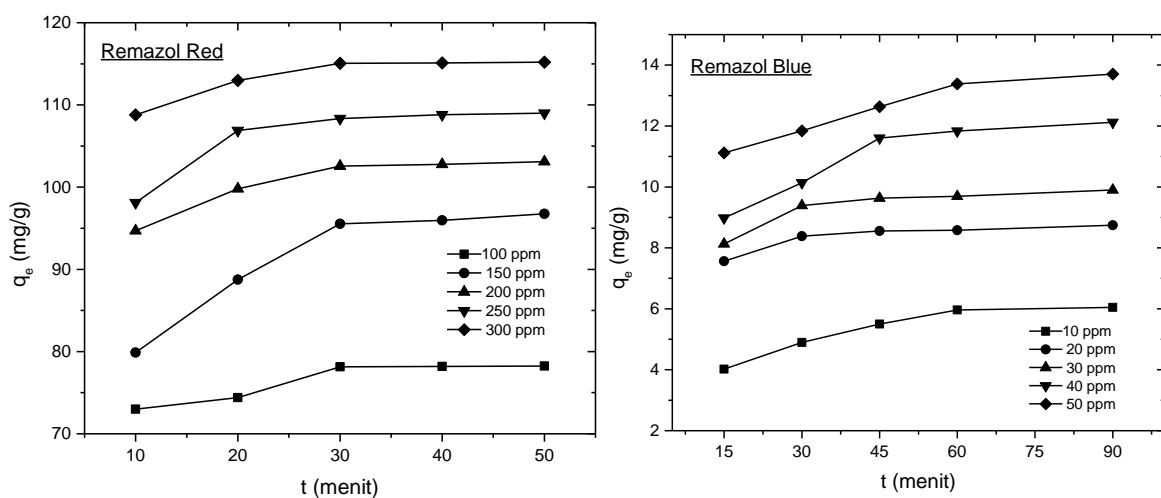 Remazol Red
120
110
100
90
80
70
10 20 30 40 50
t (menit)
qe (mg/g)
100 ppm
150 ppm
200 ppm
250 ppm
300 ppm
Remazol Blue
14
12
10
8
6
4
2
15 30 45 60 75 90
t (menit)
qe (mg/g)
10 ppm
20 ppm
30 ppm
40 ppm
50 ppm